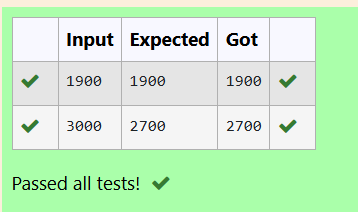 Input Expected Got
1900 1900 1900
3000 2700 2700
Passed all tests!